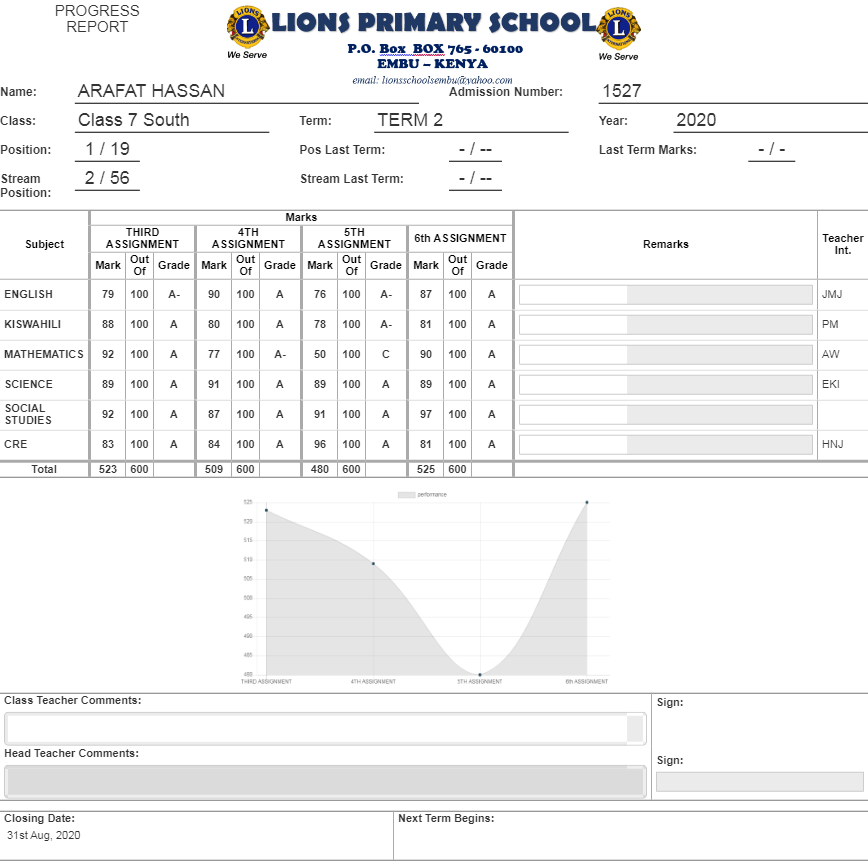 PROGRESS REPORT
LIONS PRIMARY SCHOOL
We Serve
We Serve
P.O. Box BOX 765 - 60100
EMBU – KENYA
email: lionsschoolsembu@yahoo.com
Name: ARAFAT HASSAN Admission Number: 1527
Class: Class 7 South Term: TERM 2 Year: 2020
Position: 1 / 19 Pos Last Term: - / -- Last Term Marks: - / -
Stream Position: 2 / 56 Stream Last Term: - / --
Marks
Subject THIRD ASSIGNMENT 4TH ASSIGNMENT 5TH ASSIGNMENT 6th ASSIGNMENT Remarks Teacher Int.
Mark Out Of Grade Mark Out Of Grade Mark Out Of Grade Mark Out Of Grade
ENGLISH 79 100 A- 90 100 A 76 100 A- 87 100 A JMJ
KISWAHILI 88 100 A 80 100 A 78 100 A- 81 100 A PM
MATHEMATICS 92 100 A 77 100 A- 50 100 C 90 100 A AW
SCIENCE 89 100 A 91 100 A 89 100 A 89 100 A EKI
SOCIAL STUDIES 92 100 A 87 100 A 91 100 A 97 100 A
CRE 83 100 A 84 100 A 96 100 A 81 100 A HNJ
Total 523 600 509 600 480 600 525 600
performance
525
520
515
510
505
500
495
490
485
480
THIRD ASSIGNMENT 4TH ASSIGNMENT 5TH ASSIGNMENT 6th ASSIGNMENT
Class Teacher Comments: Sign:
Head Teacher Comments: Sign:
Closing Date: Next Term Begins:
31st Aug, 2020